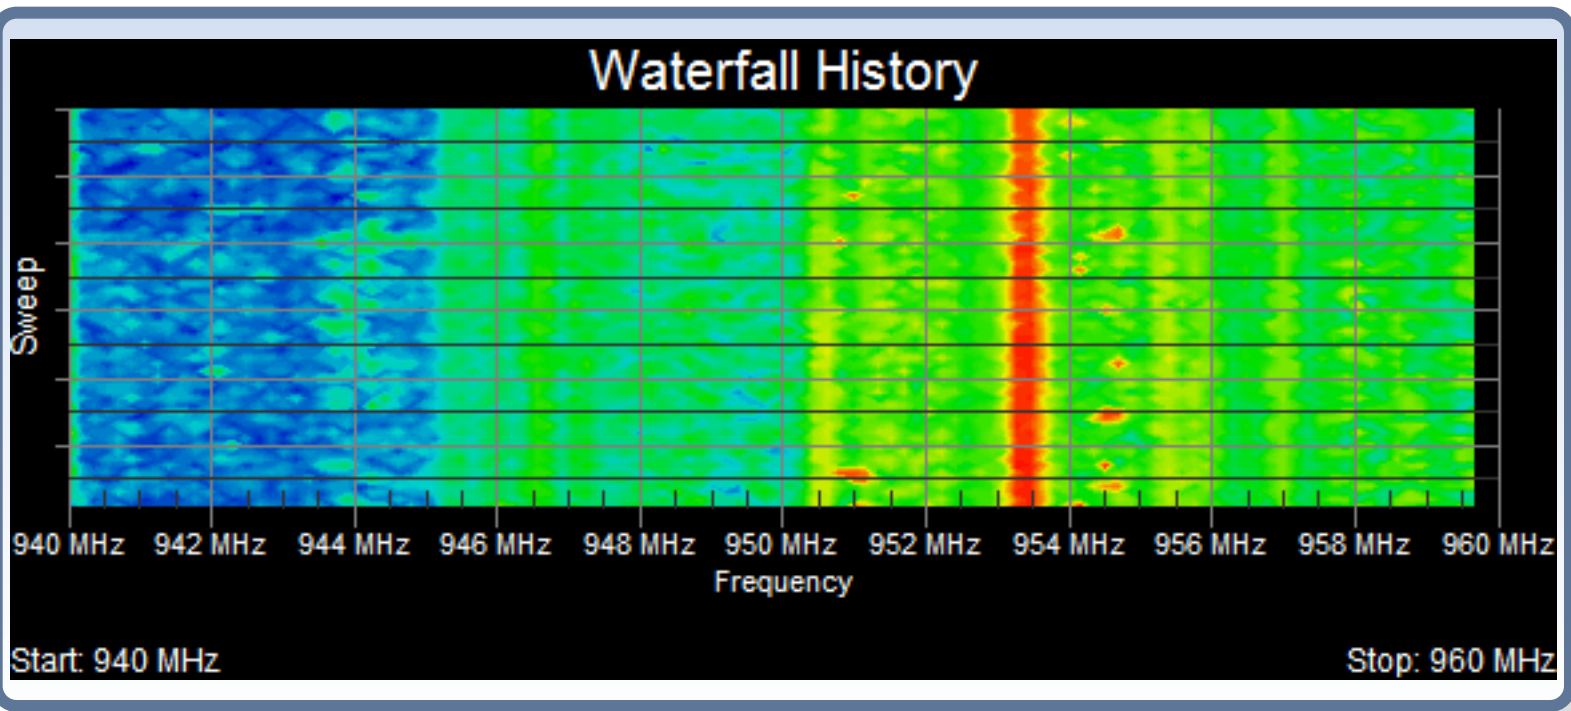 Waterfall History
Sweep
940 MHz 942 MHz 944 MHz 946 MHz 948 MHz 950 MHz 952 MHz 954 MHz 956 MHz 958 MHz 960 MHz
Frequency
Start: 940 MHz Stop: 960 MHz